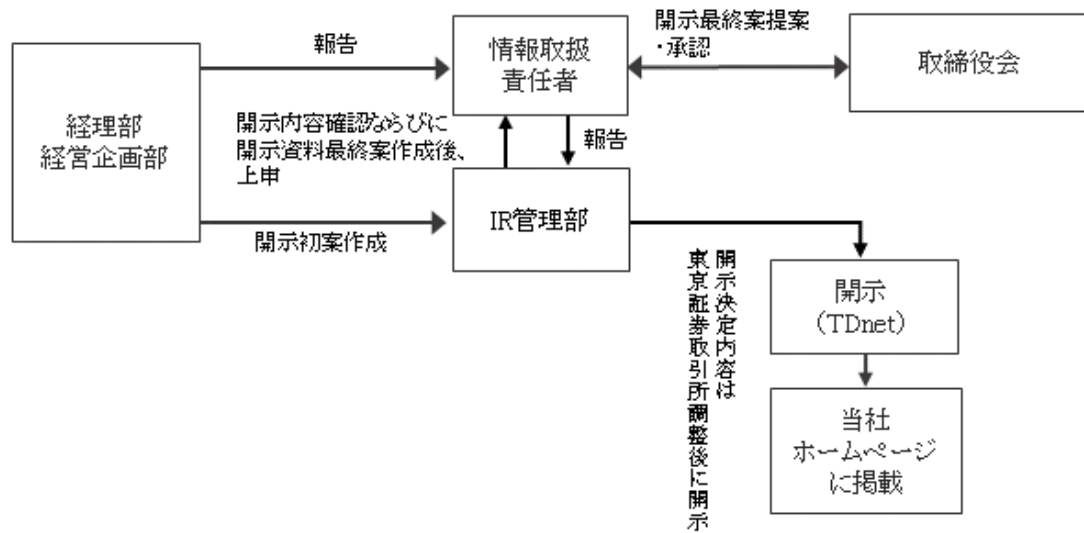 経理部
経営企画部
報告
情報取扱
責任者
開示最終案提案
・承認
取締役会
開示内容確認ならびに
開示資料最終案作成後、
上申
報告
開示初案作成
IR管理部
開示決定内容は
東京証券取引所調整後に開示
開示
(TDnet)
当社
ホームページ
に掲載